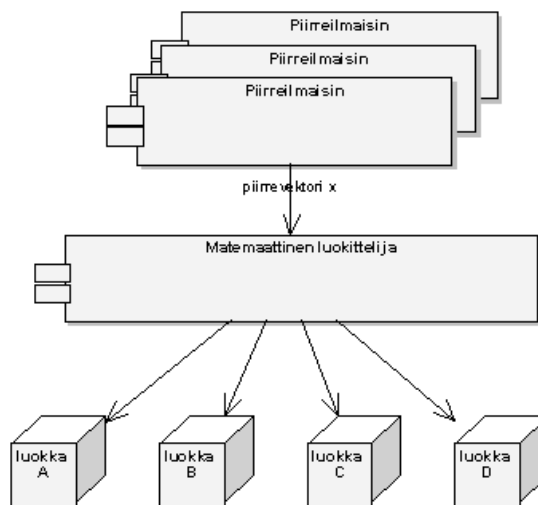 Piirreilmaisin
Piirreilmaisin
Piirreilmaisin
piirrevektori x
Matemaattinen luokittelija
luokka
A
luokka
B
luokka
C
luokka
D